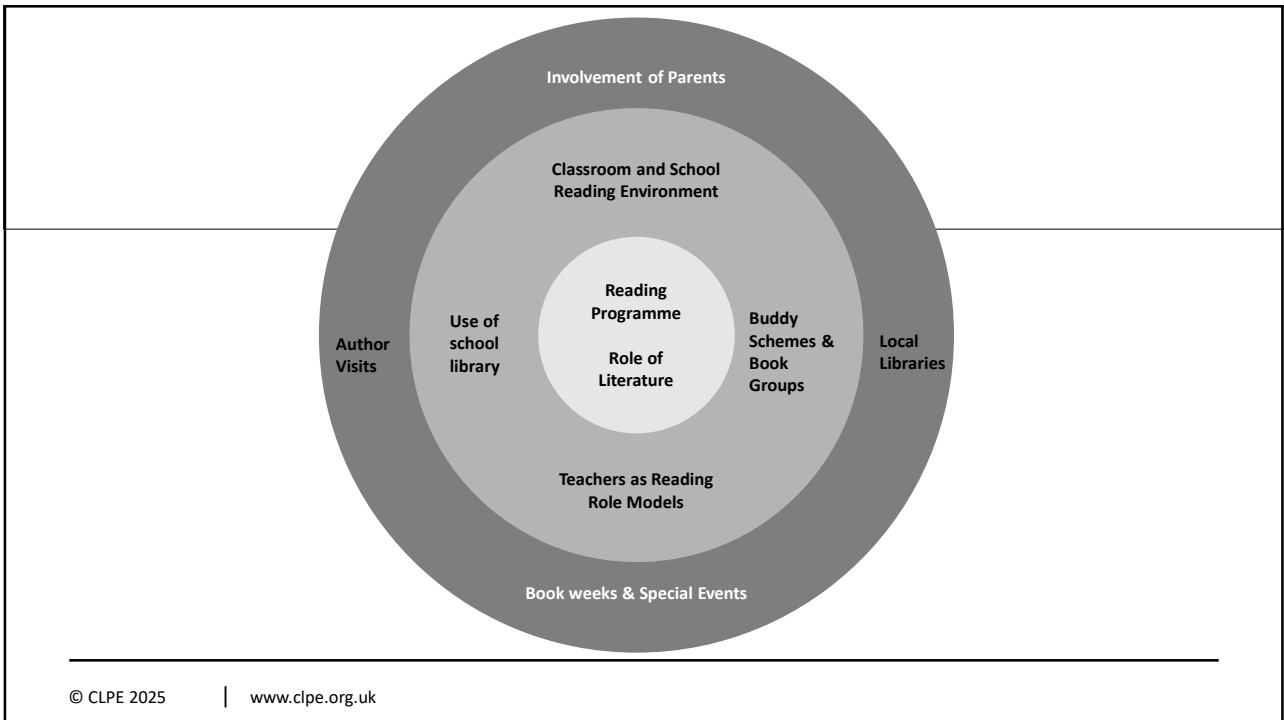 Involvement of Parents
Classroom and School
Reading Environment
Reading
Programme
Role of
Literature
Use of
school
library
Buddy
Schemes &
Book
Groups
Author
Visits
Local
Libraries
Teachers as Reading
Role Models
Book weeks & Special Events
© CLPE 2025 | www.clpe.org.uk